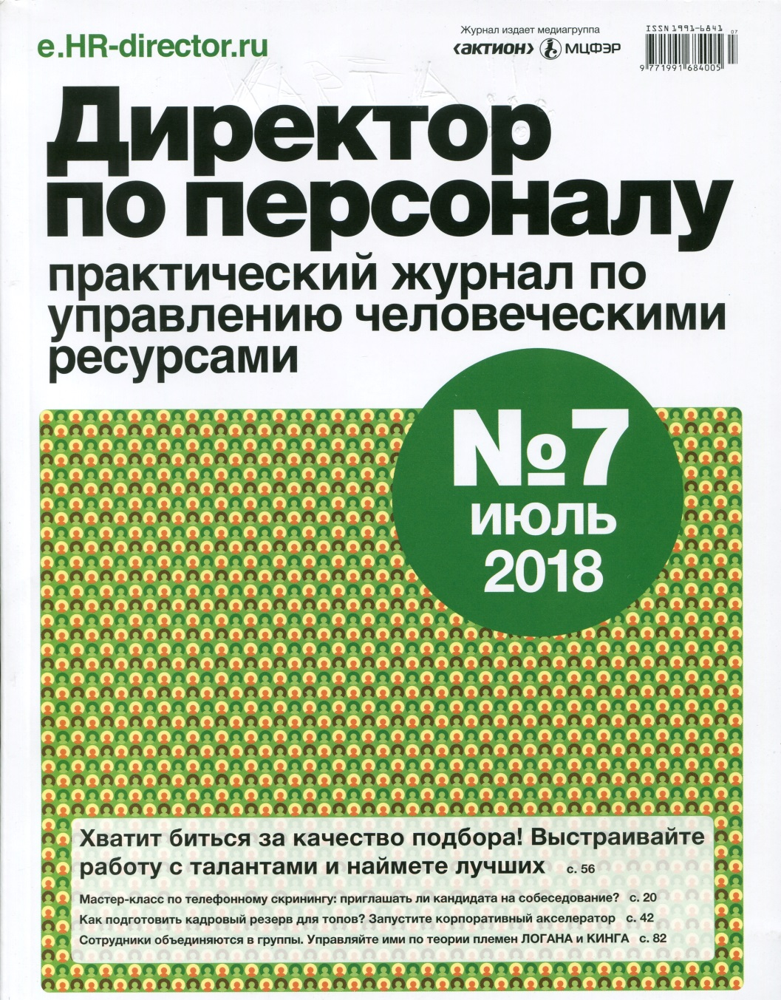 e.HR-director.ru
Журнал издает медиагруппа
‹актион› МЦФЭР
ISSN 1991-6841
07
9 771991 684005
КАРТА
Директор
по персоналу
практический журнал по
управлению человеческими
ресурсами
№7
июль
2018
Хватит биться за качество подбора! Выстраивайте
работу с талантами и наймете лучших с. 56
Мастер-класс по телефонному скринингу: приглашать ли кандидата на собеседование? с. 20
Как подготовить кадровый резерв для топов? Запустите корпоративный акселератор с. 42
Сотрудники объединяются в группы. Управляйте ими по теории племен ЛОГАНА и КИНГА с. 82